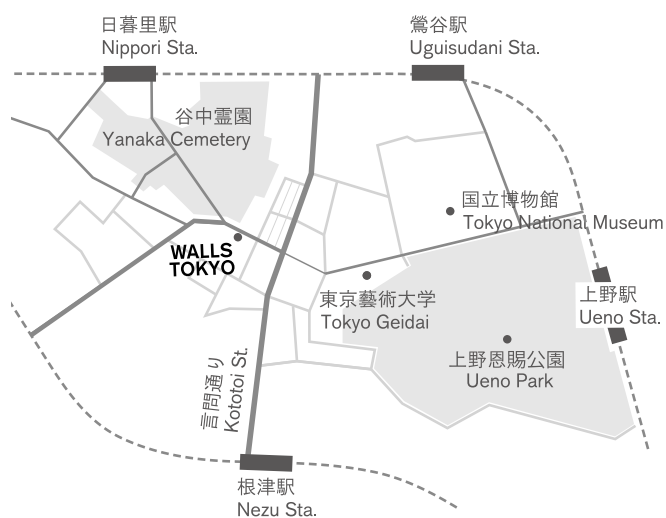 日暮里駅
Nippori Sta.
鶯谷駅
Uguisudani Sta.
谷中霊園
Yanaka Cemetery
国立博物館
Tokyo National Museum
WALLS
TOKYO
東京藝術大学
Tokyo Geidai
上野駅
Ueno Sta.
上野恩賜公園
Ueno Park
言問通り
Kototoi St.
根津駅
Nezu Sta.